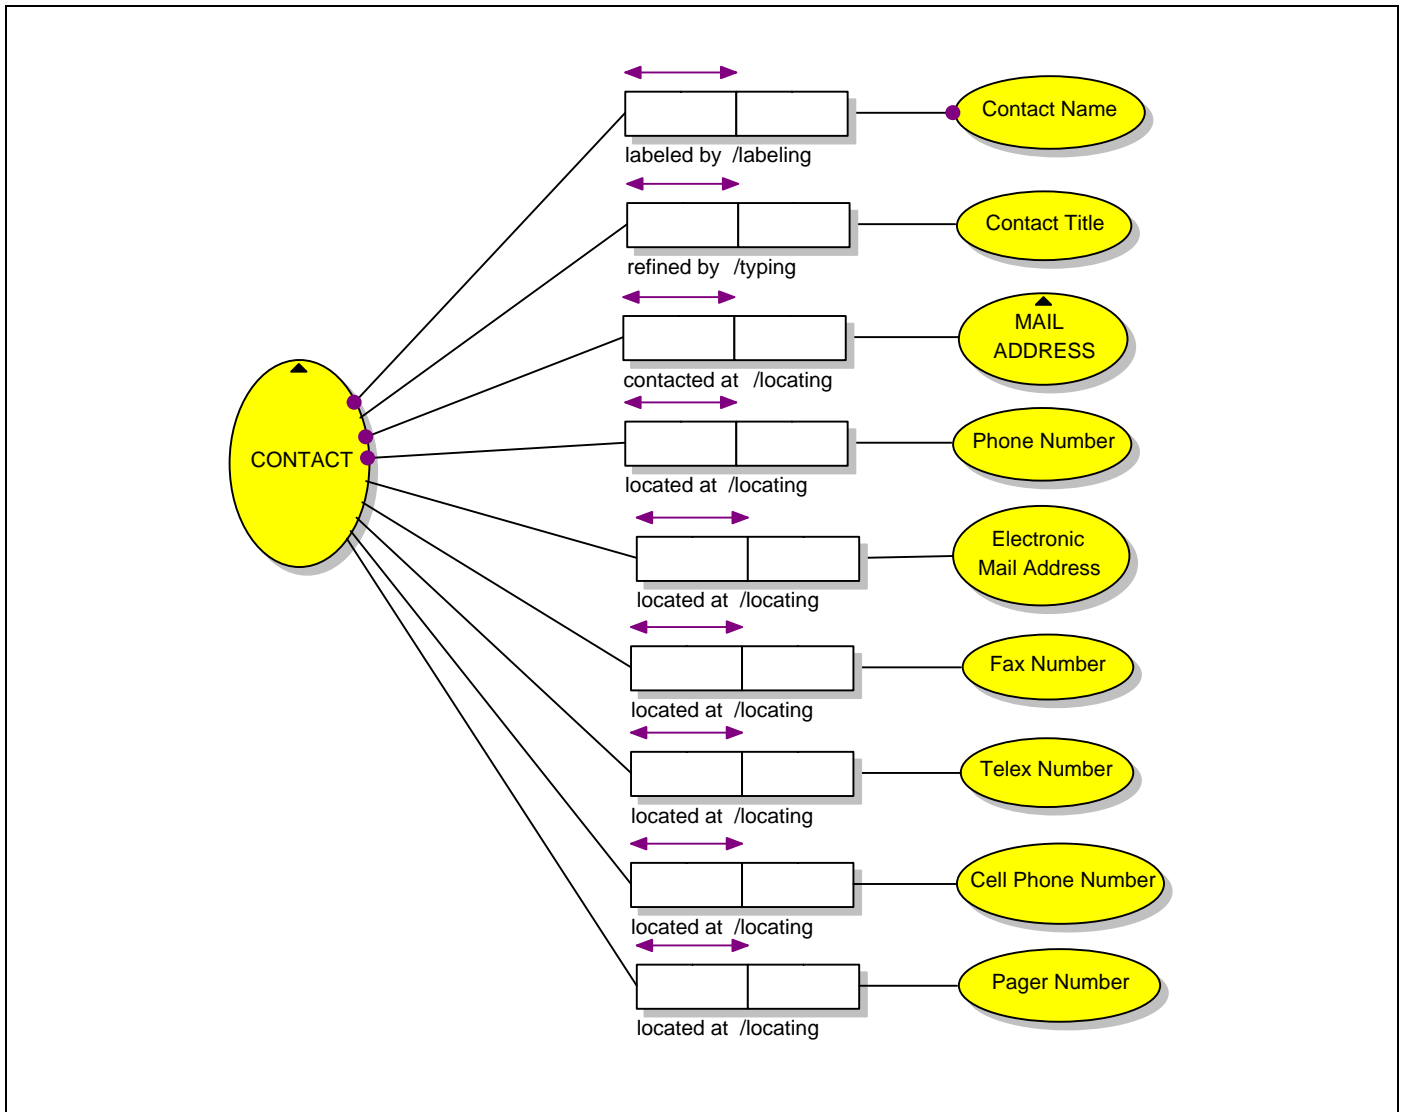 Contact Name
labeled by /labeling
Contact Title
refined by /typing
MAIL
ADDRESS
contacted at /locating
CONTACT
Phone Number
located at /locating
Electronic
Mail Address
located at /locating
Fax Number
located at /locating
Telex Number
located at /locating
Cell Phone Number
located at /locating
Pager Number
located at /locating